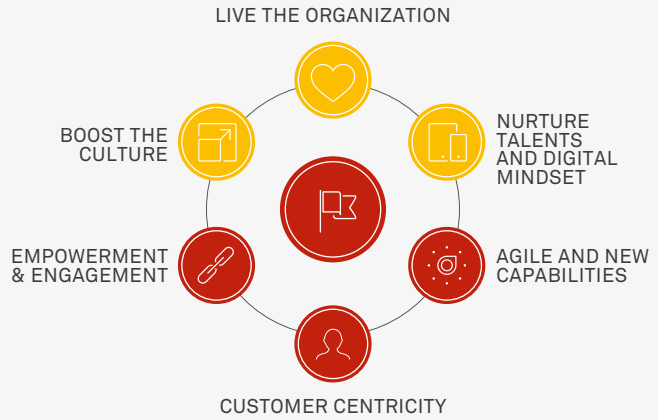 LIVE THE ORGANIZATION
BOOST THE
CULTURE
NURTURE
TALENTS
AND DIGITAL
MINDSET
EMPOWERMENT
& ENGAGEMENT
AGILE AND NEW
CAPABILITIES
CUSTOMER CENTRICITY